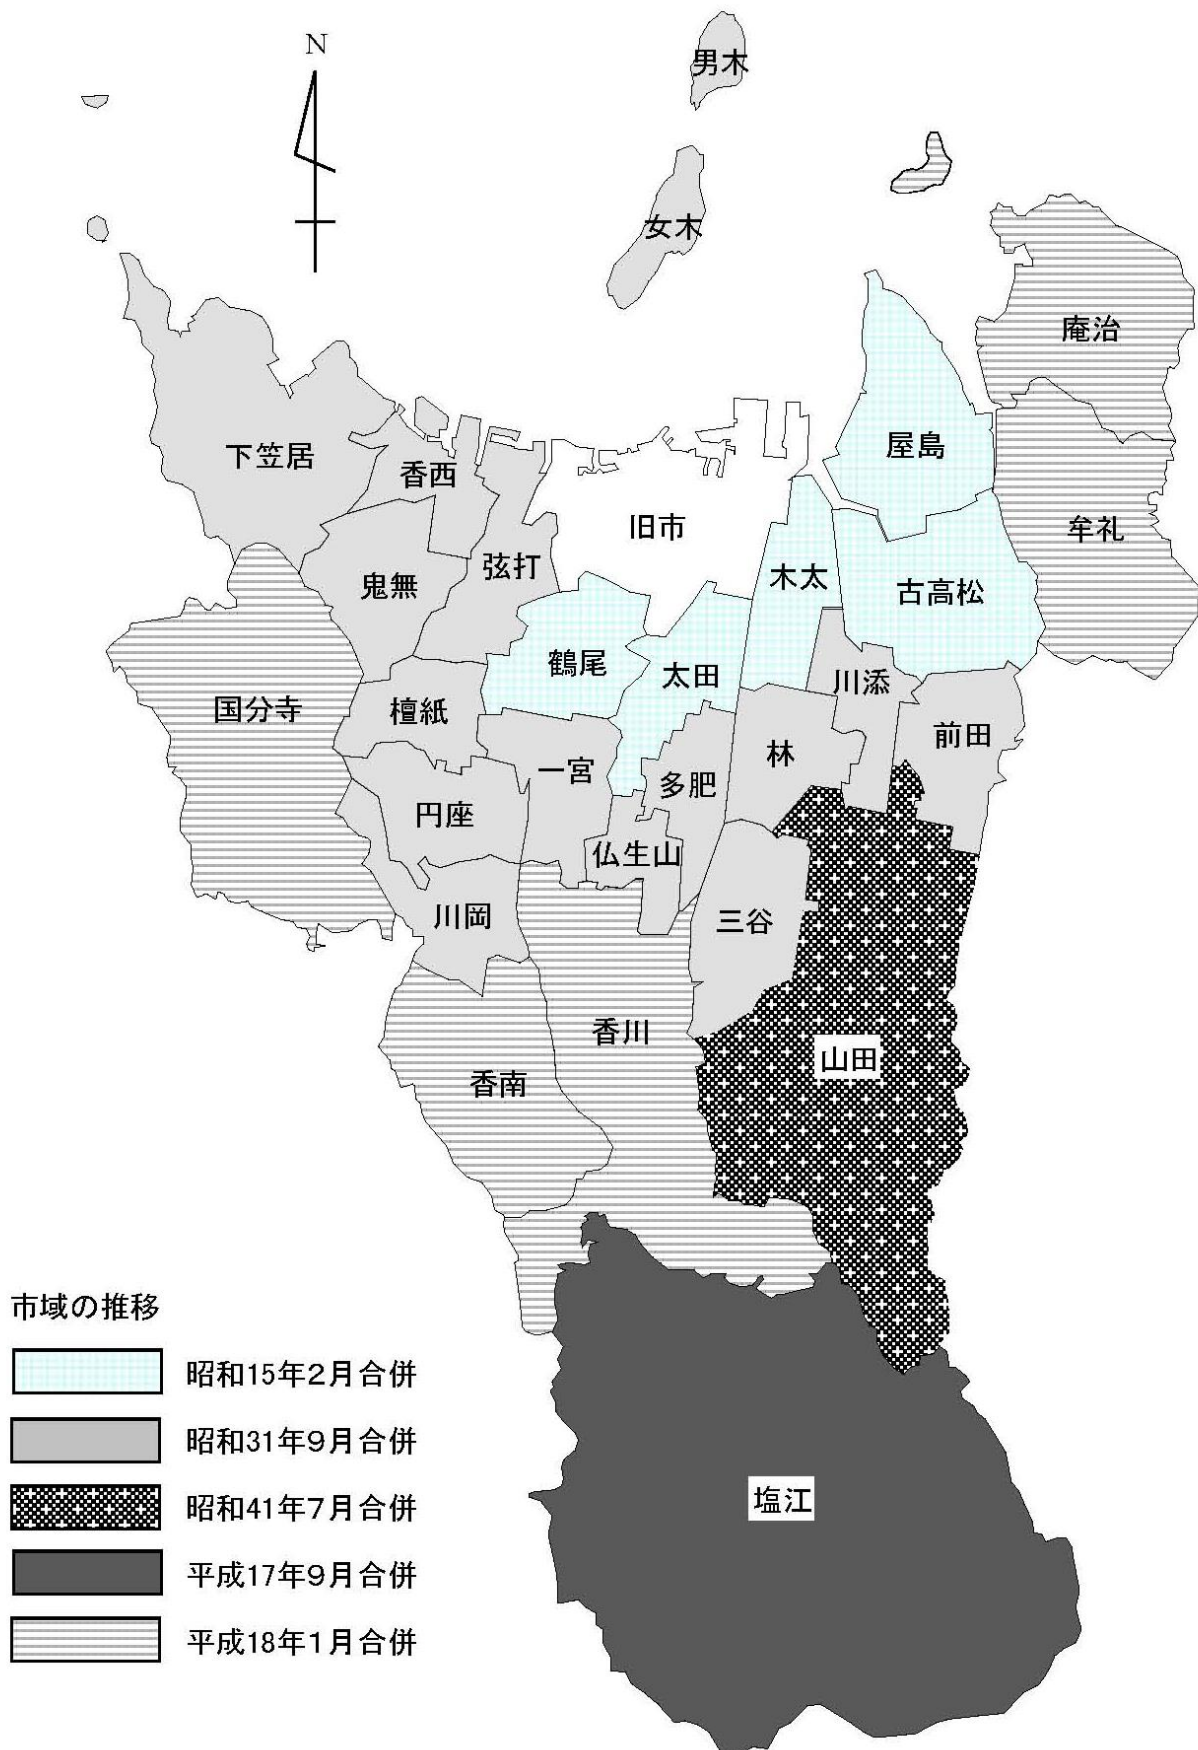 N
男木
女木
庵治
下笠居
香西
屋島
旧市
牟礼
弦打
鬼無
木太
古高松
鶴尾
太田
川添
国分寺
檀紙
前田
一宮
林
多肥
円座
仏生山
川岡
三谷
香川
山田
香南
塩江
市域の推移
昭和15年2月合併
昭和31年9月合併
昭和41年7月合併
平成17年9月合併
平成18年1月合併